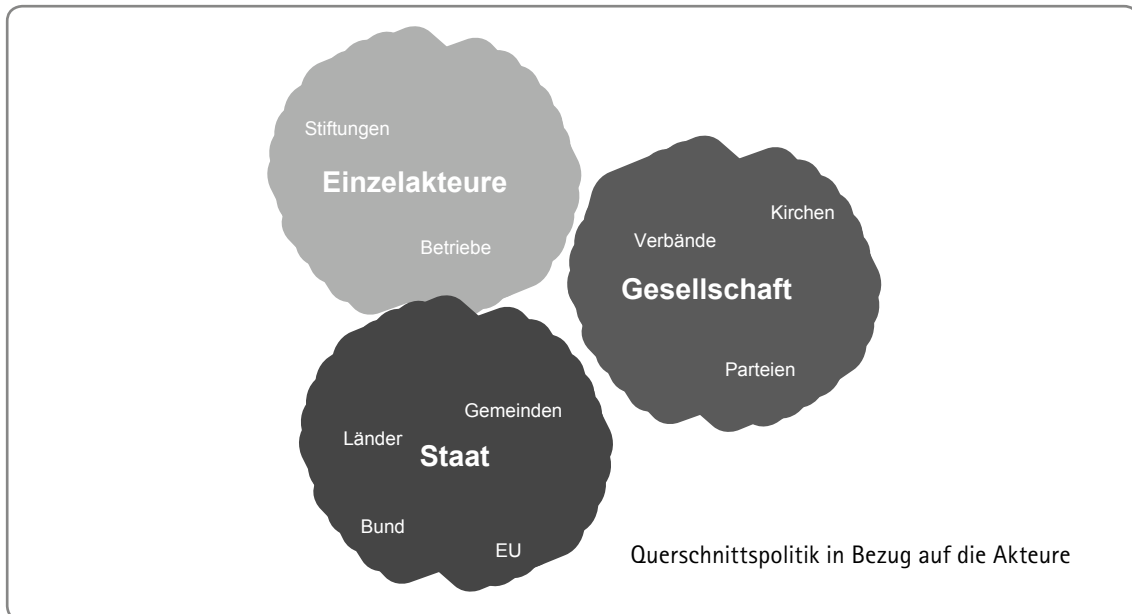 Stiftungen
Einzelakteure
Betriebe
Kirchen
Verbände
Gesellschaft
Parteien
Gemeinden
Länder
Staat
Bund
EU
Querschnittspolitik in Bezug auf die Akteure